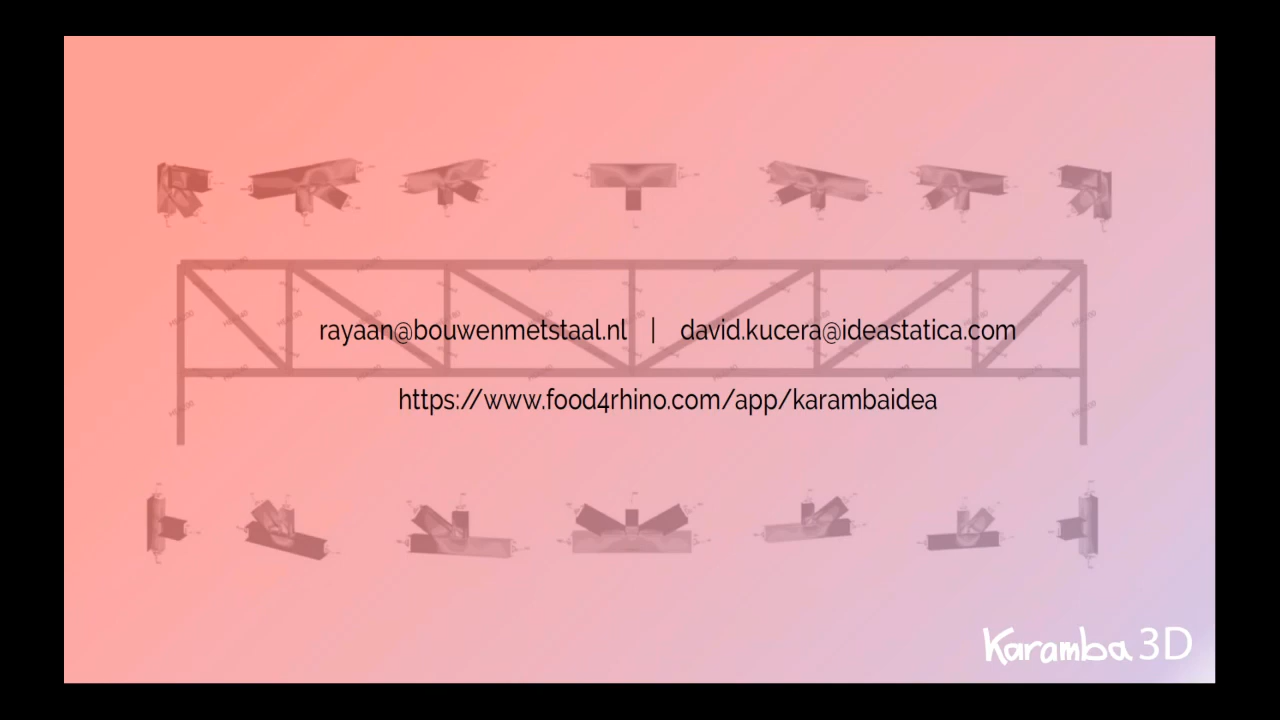 rayaan@bouwenmetstaal.nl | david.kucera@ideastatica.com
https://www.food4rhino.com/app/karambaidea
Karamba 3D